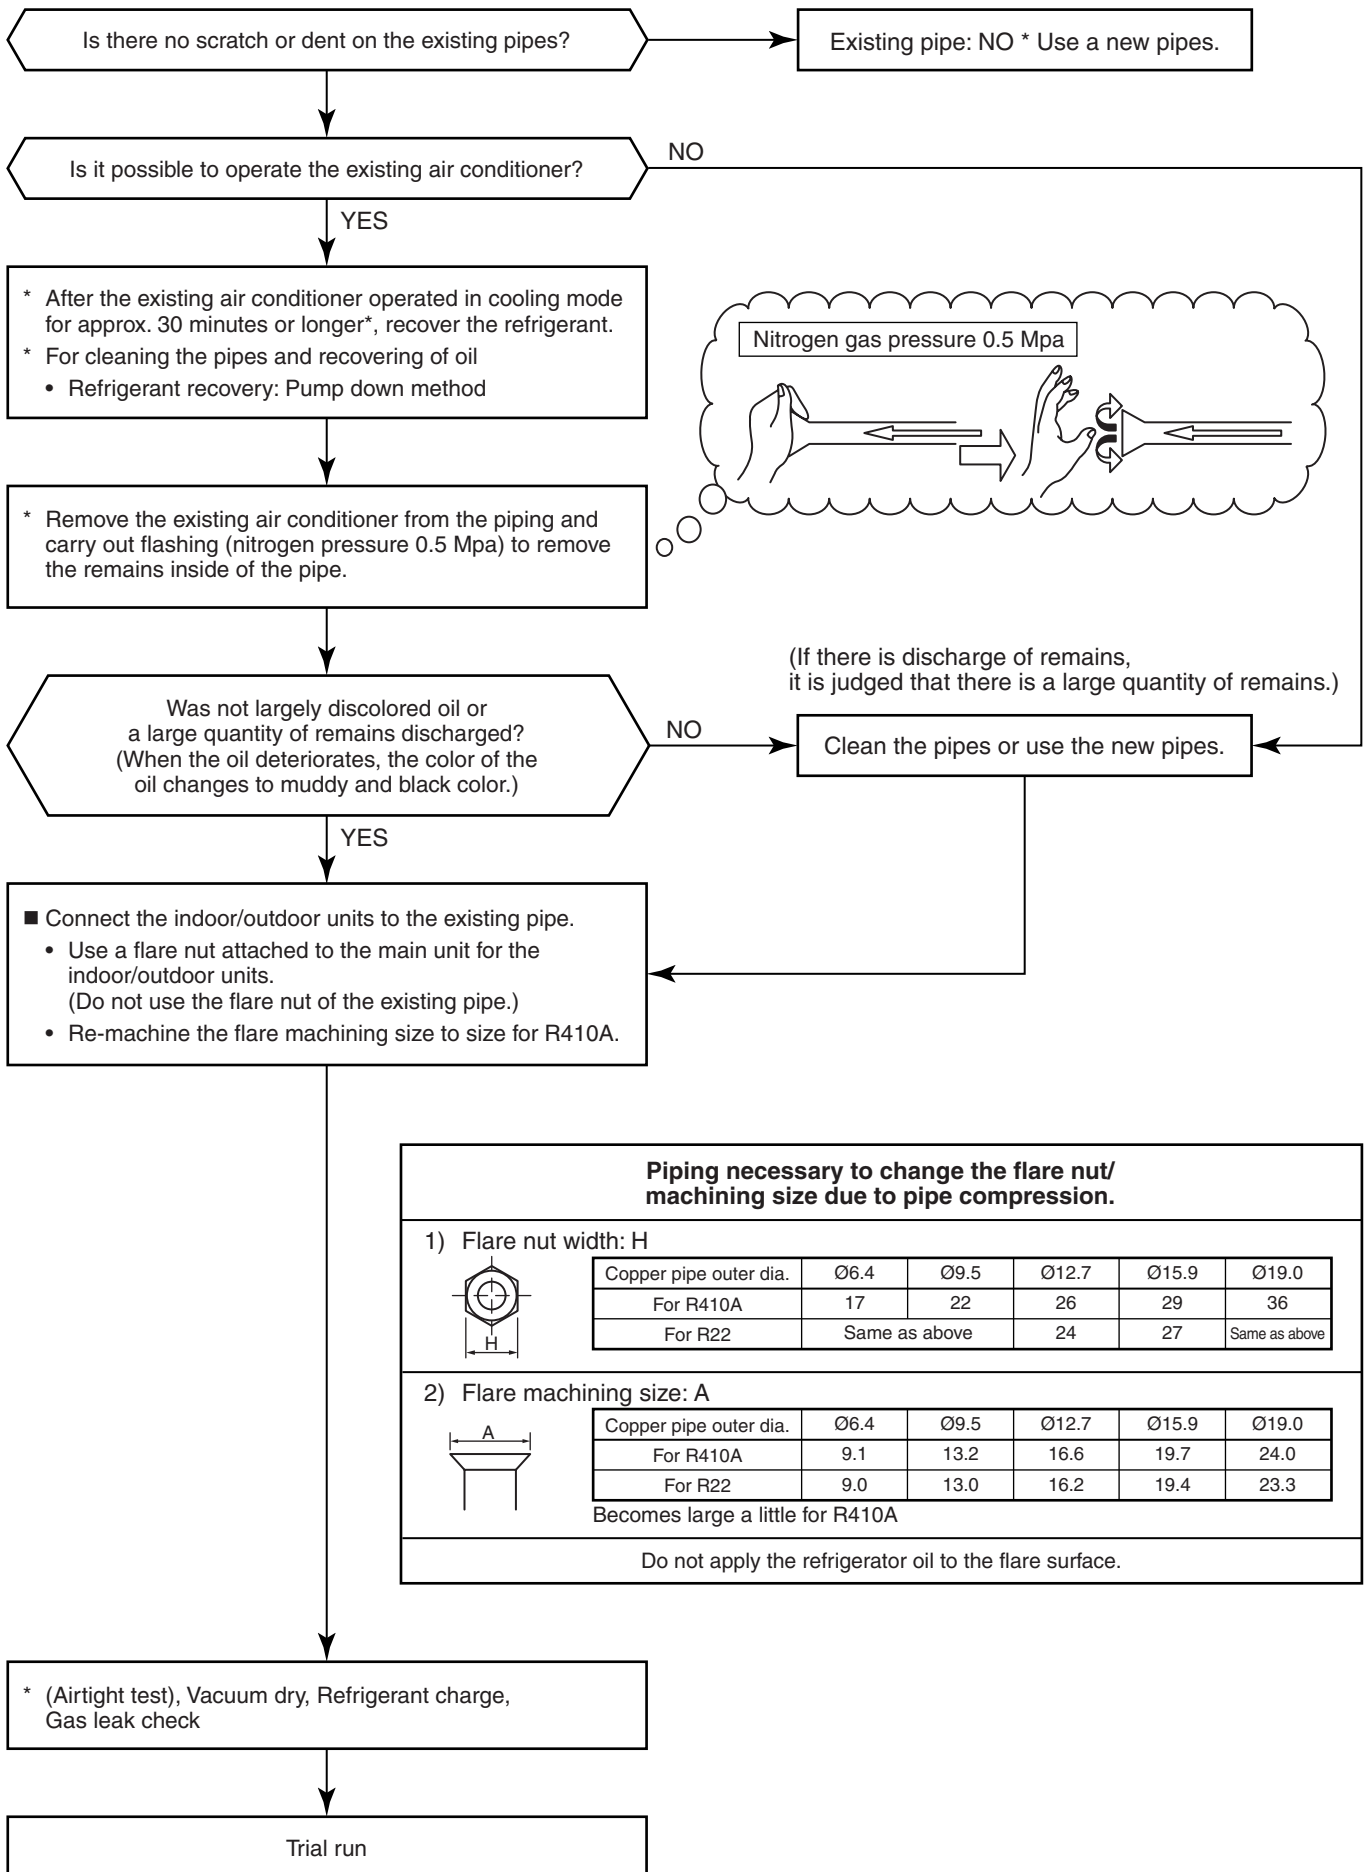 Is there no scratch or dent on the existing pipes?
Existing pipe: NO * Use a new pipes.
Is it possible to operate the existing air conditioner?
NO
YES
* After the existing air conditioner operated in cooling mode
for approx. 30 minutes or longer*, recover the refrigerant.
* For cleaning the pipes and recovering of oil
• Refrigerant recovery: Pump down method
Nitrogen gas pressure 0.5 Mpa
* Remove the existing air conditioner from the piping and
carry out flashing (nitrogen pressure 0.5 Mpa) to remove
the remains inside of the pipe.
(If there is discharge of remains,
it is judged that there is a large quantity of remains.)
Was not largely discolored oil or
a large quantity of remains discharged?
(When the oil deteriorates, the color of the
oil changes to muddy and black color.)
NO
Clean the pipes or use the new pipes.
YES
■ Connect the indoor/outdoor units to the existing pipe.
• Use a flare nut attached to the main unit for the
indoor/outdoor units.
(Do not use the flare nut of the existing pipe.)
• Re-machine the flare machining size to size for R410A.
Piping necessary to change the flare nut/
machining size due to pipe compression.
1) Flare nut width: H
H
Copper pipe outer dia. Ø6.4 Ø9.5 Ø12.7 Ø15.9 Ø19.0
For R410A 17 22 26 29 36
For R22 Same as above 24 27 Same as above
2) Flare machining size: A
A
Copper pipe outer dia. Ø6.4 Ø9.5 Ø12.7 Ø15.9 Ø19.0
For R410A 9.1 13.2 16.6 19.7 24.0
For R22 9.0 13.0 16.2 19.4 23.3
Becomes large a little for R410A
Do not apply the refrigerator oil to the flare surface.
* (Airtight test), Vacuum dry, Refrigerant charge,
Gas leak check
Trial run